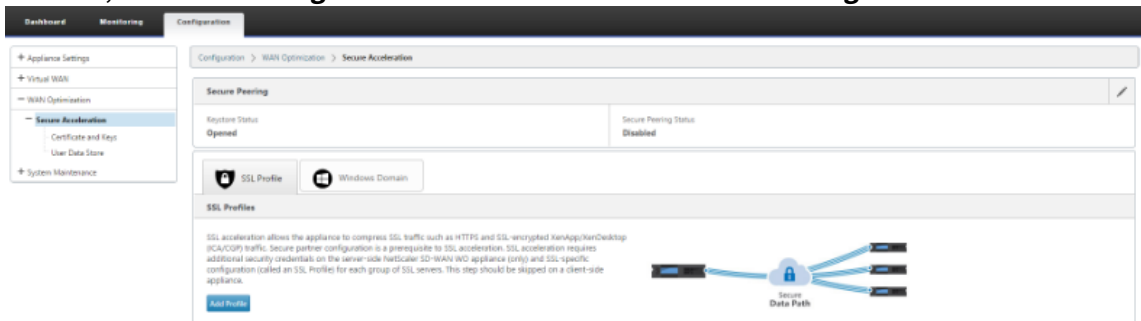 Dashboard Monitoring Configuration
+ Appliance Settings
+ Virtual WAN
− WAN Optimization
− Secure Acceleration
Certificate and Keys
User Data Store
+ System Maintenance
Configuration > WAN Optimization > Secure Acceleration
Secure Peering
Keystore Status
Opened
Secure Peering Status
Disabled
SSL Profile
Windows Domain
SSL Profiles
SSL acceleration allows the appliance to compress SSL traffic such as HTTPS and SSL-encrypted XenApp/XenDesktop
(ICA/CGP) traffic. Secure partner configuration is a prerequisite to SSL acceleration. SSL acceleration requires
additional security credentials on the server-side NetScaler SD-WAN WO appliance (only) and SSL-specific
configuration (called an SSL Profile) for each group of SSL servers. This step should be skipped on a client-side
appliance.
Add Profile
Secure
Data Path